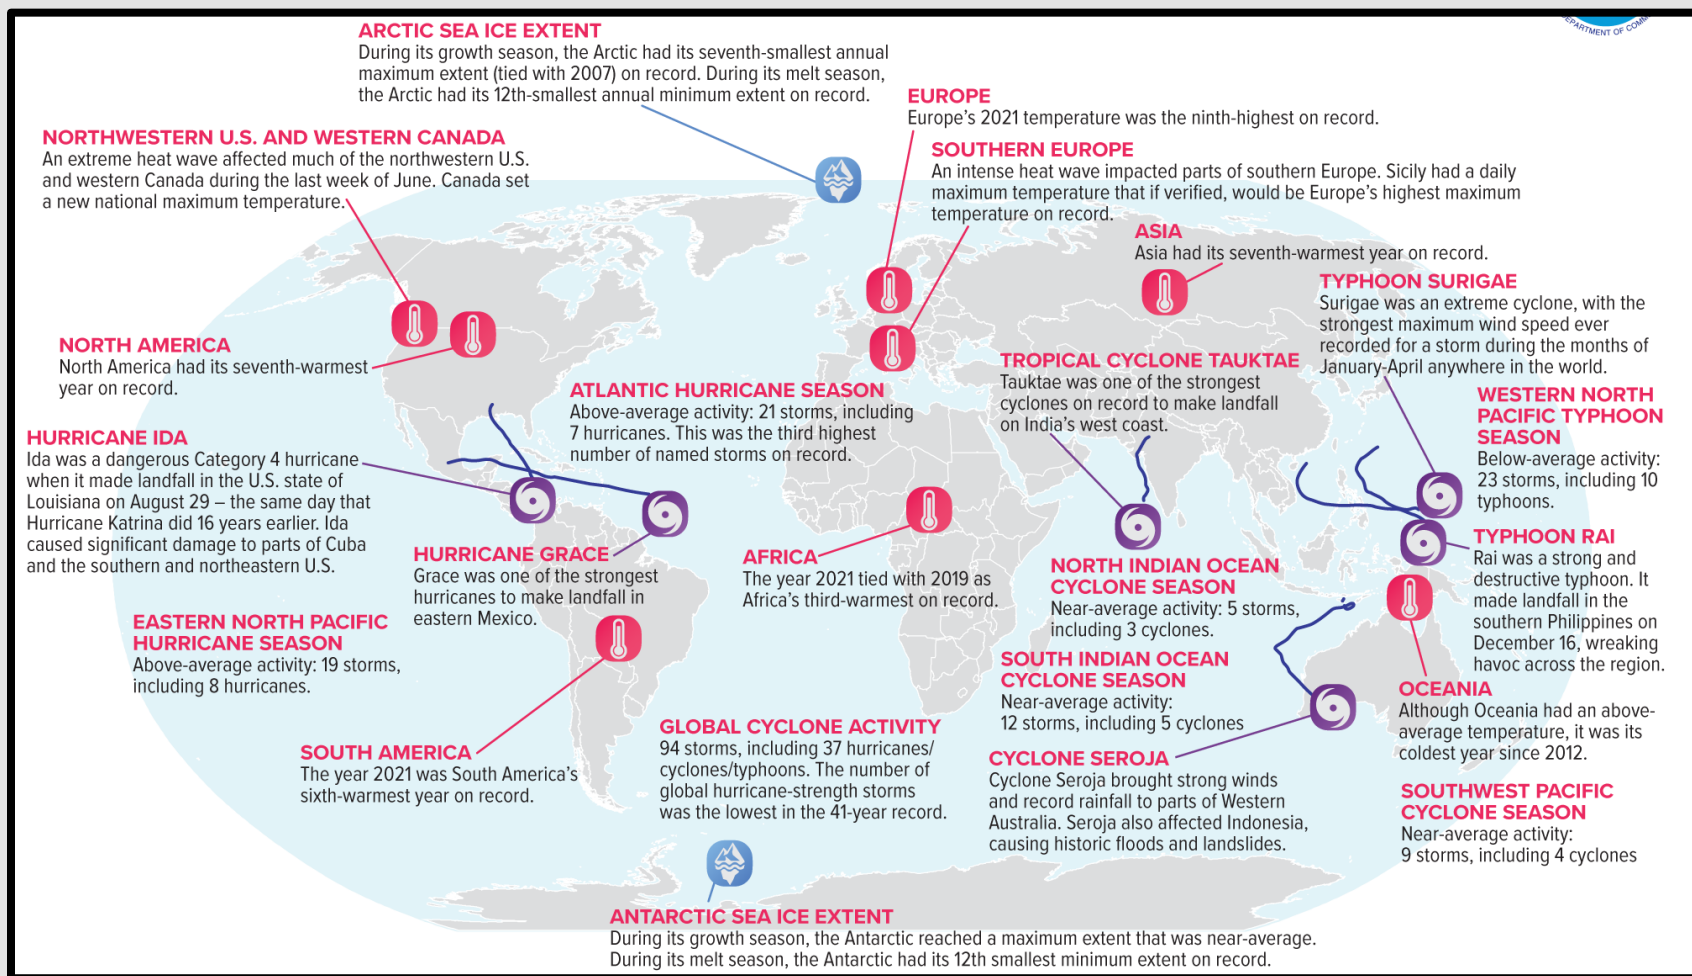 DEPARTMENT OF COMM
ARCTIC SEA ICE EXTENT
During its growth season, the Arctic had its seventh-smallest annual
maximum extent (tied with 2007) on record. During its melt season,
the Arctic had its 12th-smallest annual minimum extent on record.
EUROPE
Europe's 2021 temperature was the ninth-highest on record.
NORTHWESTERN U.S. AND WESTERN CANADA
An extreme heat wave affected much of the northwestern U.S.
and western Canada during the last week of June. Canada set
a new national maximum temperature.
SOUTHERN EUROPE
An intense heat wave impacted parts of southern Europe. Sicily had a daily
maximum temperature that if verified, would be Europe's highest maximum
temperature on record.
ASIA
Asia had its seventh-warmest year on record.
TYPHOON SURIGAE
Surigae was an extreme cyclone, with the
strongest maximum wind speed ever
recorded for a storm during the months of
January-April anywhere in the world.
NORTH AMERICA
North America had its seventh-warmest
year on record.
TROPICAL CYCLONE TAUKTAE
Tauktae was one of the strongest
cyclones on record to make landfall
on India's west coast.
ATLANTIC HURRICANE SEASON
Above-average activity: 21 storms, including
7 hurricanes. This was the third highest
number of named storms on record.
WESTERN NORTH
PACIFIC TYPHOON
SEASON
Below-average activity:
23 storms, including 10
typhoons.
HURRICANE IDA
Ida was a dangerous Category 4 hurricane
when it made landfall in the U.S. state of
Louisiana on August 29 – the same day that
Hurricane Katrina did 16 years earlier. Ida
caused significant damage to parts of Cuba
and the southern and northeastern U.S.
HURRICANE GRACE
Grace was one of the strongest
hurricanes to make landfall in
eastern Mexico.
AFRICA
The year 2021 tied with 2019 as
Africa's third-warmest on record.
NORTH INDIAN OCEAN
CYCLONE SEASON
Near-average activity: 5 storms,
including 3 cyclones.
TYPHOON RAI
Rai was a strong and
destructive typhoon. It
made landfall in the
southern Philippines on
December 16, wreaking
havoc across the region.
EASTERN NORTH PACIFIC
HURRICANE SEASON
Above-average activity: 19 storms,
including 8 hurricanes.
SOUTH INDIAN OCEAN
CYCLONE SEASON
Near-average activity:
12 storms, including 5 cyclones
OCEANIA
Although Oceania had an above-
average temperature, it was its
coldest year since 2012.
SOUTH AMERICA
The year 2021 was South America's
sixth-warmest year on record.
GLOBAL CYCLONE ACTIVITY
94 storms, including 37 hurricanes/
cyclones/typhoons. The number of
global hurricane-strength storms
was the lowest in the 41-year record.
CYCLONE SEROJA
Cyclone Seroja brought strong winds
and record rainfall to parts of Western
Australia. Seroja also affected Indonesia,
causing historic floods and landslides.
SOUTHWEST PACIFIC
CYCLONE SEASON
Near-average activity:
9 storms, including 4 cyclones
ANTARCTIC SEA ICE EXTENT
During its growth season, the Antarctic reached a maximum extent that was near-average.
During its melt season, the Antarctic had its 12th smallest minimum extent on record.